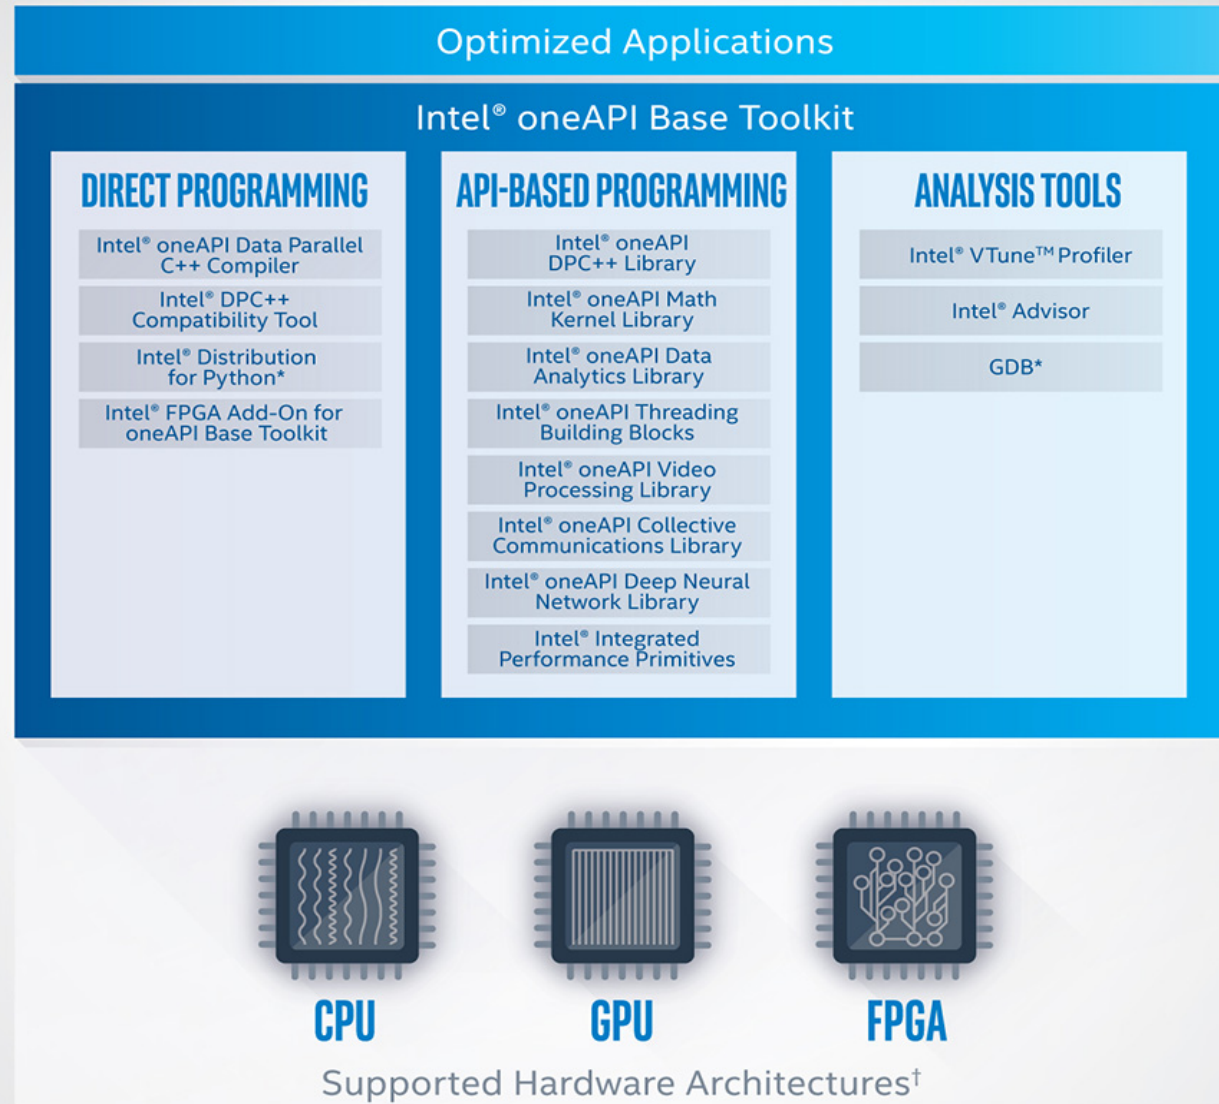 Optimized Applications
Intel® oneAPI Base Toolkit
DIRECT PROGRAMMING
Intel® oneAPI Data Parallel
C++ Compiler
Intel® DPC++
Compatibility Tool
Intel® Distribution
for Python*
Intel® FPGA Add-On for
oneAPI Base Toolkit
API-BASED PROGRAMMING
Intel® oneAPI
DPC++ Library
Intel® oneAPI Math
Kernel Library
Intel® oneAPI Data
Analytics Library
Intel® oneAPI Threading
Building Blocks
Intel® oneAPI Video
Processing Library
Intel® oneAPI Collective
Communications Library
Intel® oneAPI Deep Neural
Network Library
Intel® Integrated
Performance Primitives
ANALYSIS TOOLS
Intel® VTune™ Profiler
Intel® Advisor
GDB*
CPU
GPU
FPGA
Supported Hardware Architectures†